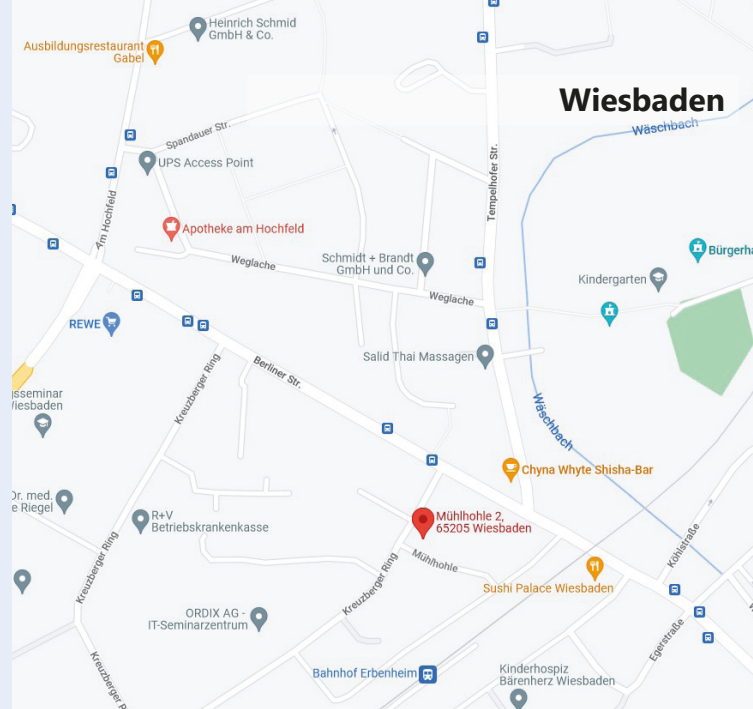 Heinrich Schmid
GmbH & Co.
Ausbildungsrestaurant
Gabel
Wiesbaden
Wäschbach
Spandauer Str.
UPS Access Point
Tempelhofer Str.
Am Hochfeld
Apotheke am Hochfeld
Weglache
Schmidt + Brandt
GmbH und Co.
Bürgerha
Kindergarten
Weglache
REWE
Salid Thai Massagen
Berliner Str.
Kreuzberger Ring
gsseminar
Wiesbaden
Wäschbach
Chyna Whyte Shisha-Bar
Dr. med.
e Riegel
R+V
Betriebskrankenkasse
Mühlhohle 2,
65205 Wiesbaden
Köhlstraße
Kreuzberger Ring
Mühlhohle
Kreuzberger Ring
Sushi Palace Wiesbaden
ORDIX AG -
IT-Seminarzentrum
Egerstraße
Kreuzberger R
Bahnhof Erbenheim
Kinderhospiz
Bärenherz Wiesbaden